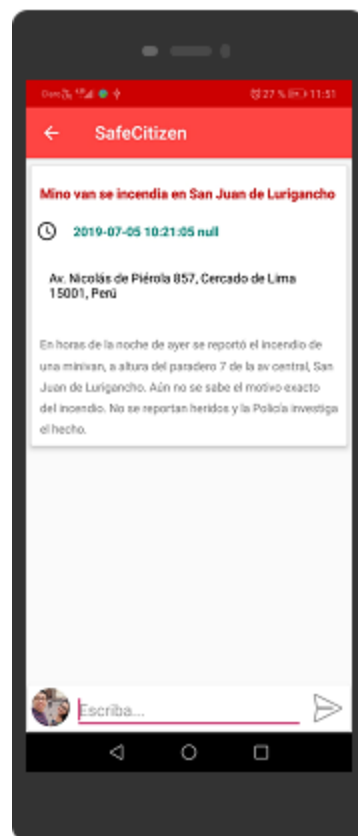 27 % 11:51
SafeCitizen
Mino van se incendia en San Juan de Lurigancho
2019-07-05 10:21:05 null
Av. Nicolás de Piérola 857, Cercado de Lima
15001, Perú
En horas de la noche de ayer se reportó el incendio de
una minivan, a altura del paradero 7 de la av central, San
Juan de Lurigancho. Aún no se sabe el motivo exacto
del incendio. No se reportan heridos y la Policía investiga
el hecho.
Escriba...